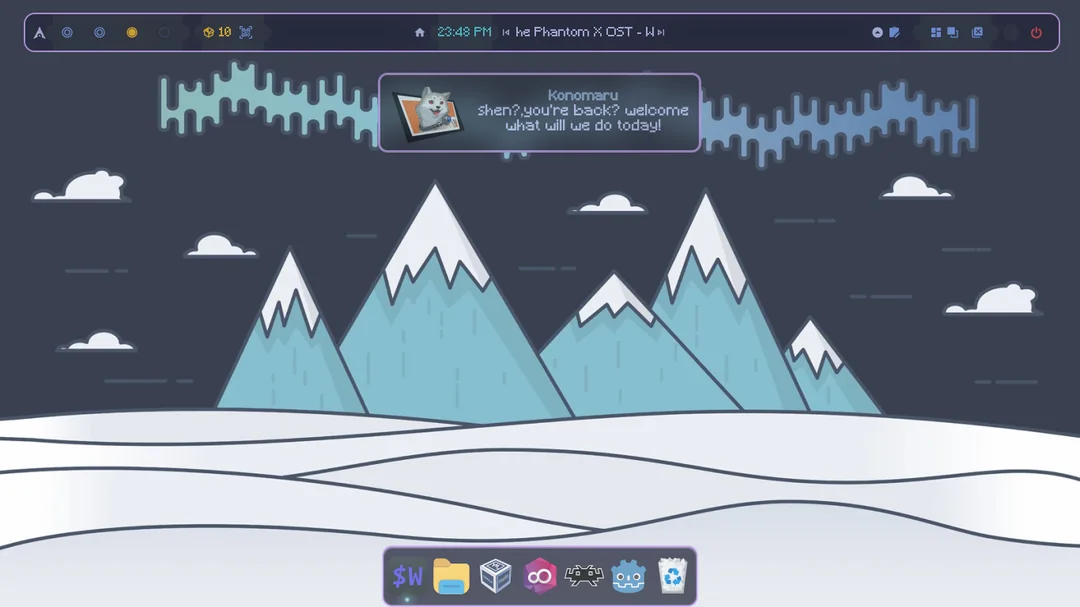 10
23:48 PM
he Phantom X OST - W
Konomaru
shen?,you're back? welcome
what will we do today!
$W